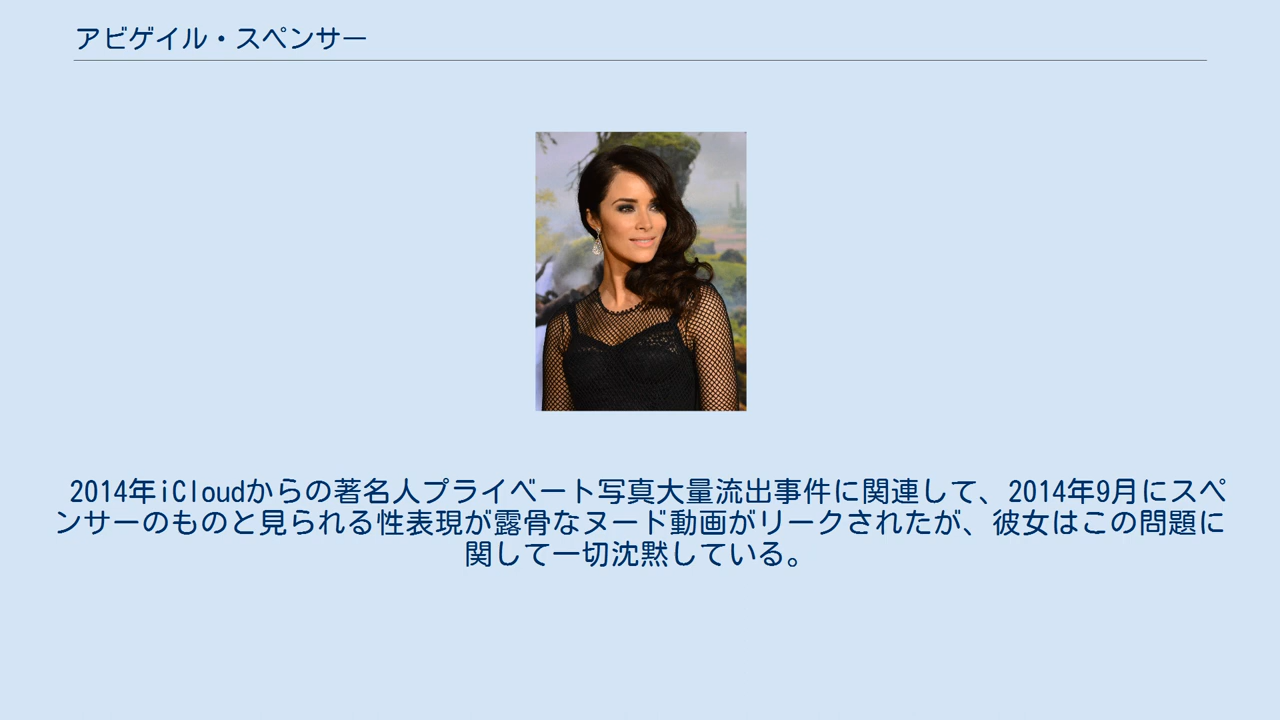 アビゲイル・スペンサー
2014年iCloudからの著名人プライベート写真大量流出事件に関連して、2014年9月にスペ
ンサーのものと見られる性表現が露骨なヌード動画がリークされたが、彼女はこの問題に
関して一切沈黙している。